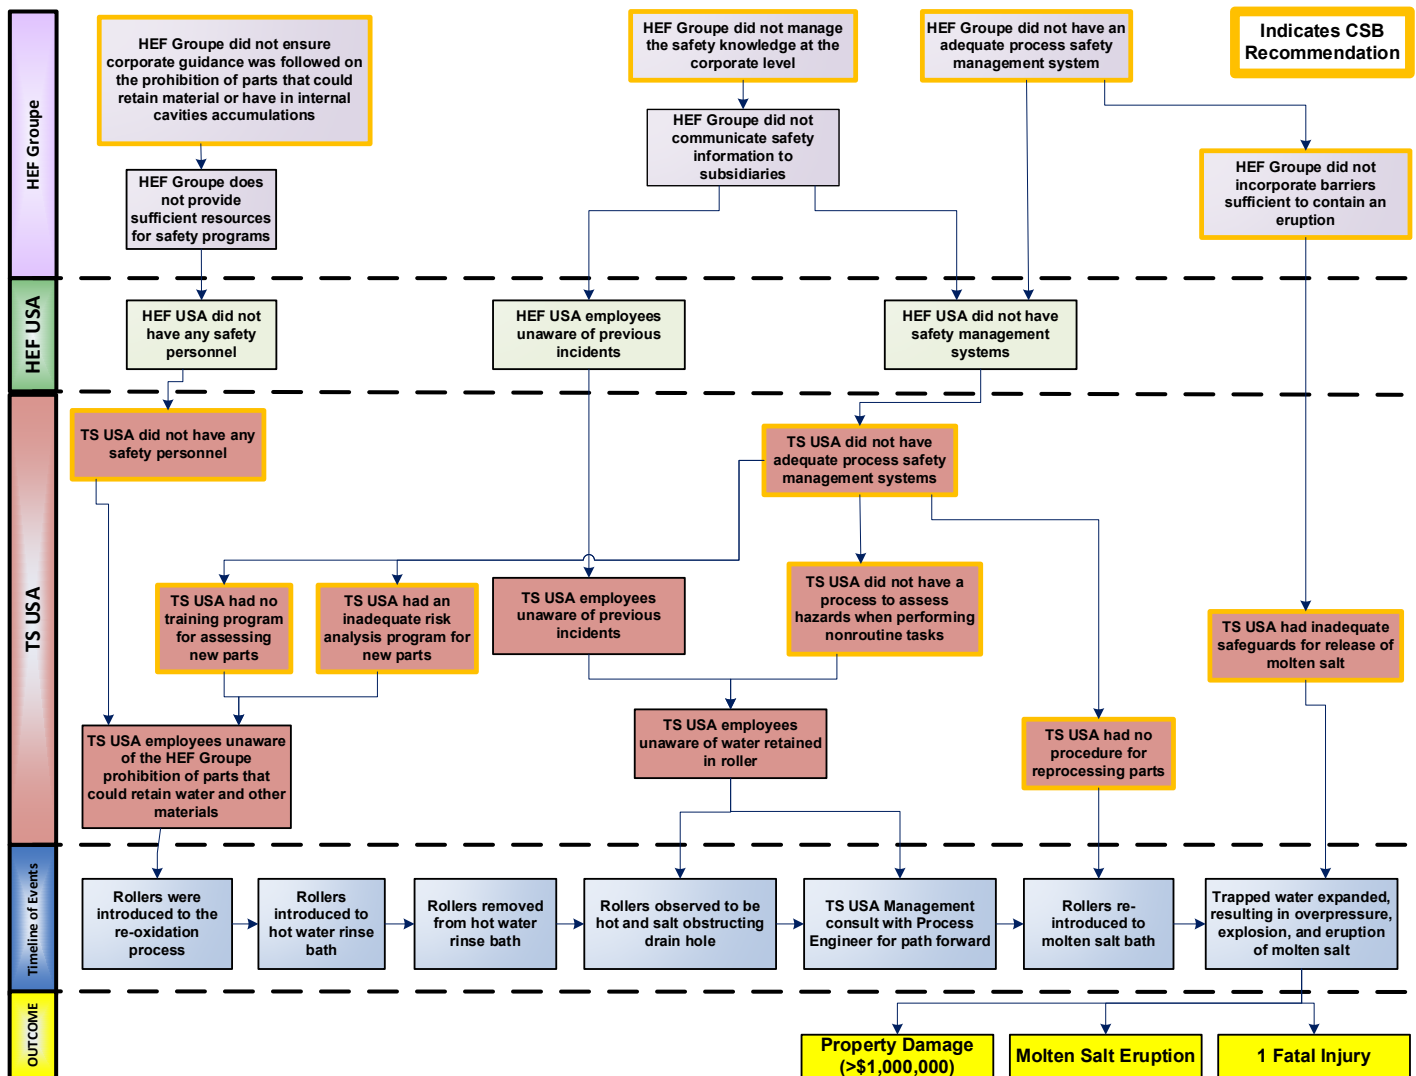 HEF Groupe
HEF Groupe did not ensure
corporate guidance was followed on
the prohibition of parts that could
retain material or have in internal
cavities accumulations
HEF Groupe did not manage
the safety knowledge at the
corporate level
HEF Groupe did not have an
adequate process safety
management system
Indicates CSB
Recommendation
HEF Groupe does
not provide
sufficient resources
for safety programs
HEF Groupe did not
communicate safety
information to
subsidiaries
HEF Groupe did not
incorporate barriers
sufficient to contain an
eruption
HEF USA
HEF USA did not
have any safety
personnel
HEF USA employees
unaware of previous
incidents
HEF USA did not have
safety management
systems
TS USA
TS USA did not have any
safety personnel
TS USA did not have
adequate process safety
management systems
TS USA had no
training program
for assessing
new parts
TS USA had an
inadequate risk
analysis program for
new parts
TS USA employees
unaware of previous
incidents
TS USA did not have a
process to assess
hazards when performing
nonroutine tasks
TS USA had inadequate
safeguards for release of
molten salt
TS USA employees unaware
of the HEF Groupe
prohibition of parts that
could retain water and other
materials
TS USA employees
unaware of water retained
in roller
TS USA had no
procedure for
reprocessing parts
Timeline of Events
Rollers were
introduced to the
re-oxidation
process
Rollers
introduced to
hot water rinse
bath
Rollers removed
from hot water
rinse bath
Rollers observed to be
hot and salt obstructing
drain hole
TS USA Management
consult with Process
Engineer for path forward
Rollers re-
introduced to
molten salt bath
Trapped water expanded,
resulting in overpressure,
explosion, and eruption
of molten salt
OUTCOME
Property Damage
(>$1,000,000)
Molten Salt Eruption
1 Fatal Injury